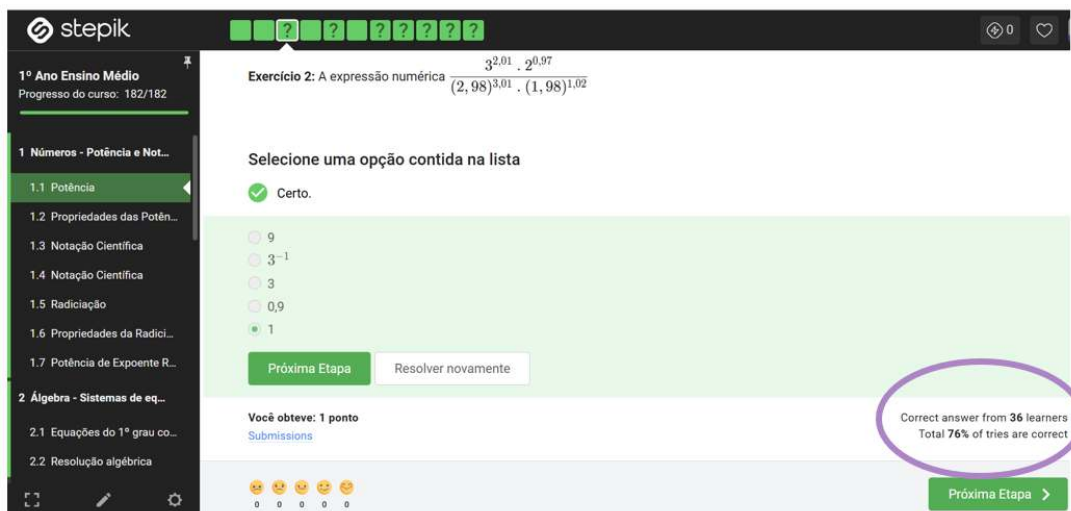 stepik
? ? ? ? ? ? ?
0
1º Ano Ensino Médio
Progresso do curso: 182/182
1 Números - Potência e Not...
1.1 Potência
1.2 Propriedades das Potên...
1.3 Notação Científica
1.4 Notação Científica
1.5 Radiciação
1.6 Propriedades da Radici...
1.7 Potência de Expoente R...
2 Álgebra - Sistemas de eq...
2.1 Equações do 1º grau co...
2.2 Resolução algébrica
Exercício 2: A expressão numérica \frac{3^{2,01} . 2^{0,97}}{(2,98)^{3,01} . (1,98)^{1,02}}
Selecione uma opção contida na lista
Certo.
9
3⁻¹
3
0,9
1
Próxima Etapa Resolver novamente
Você obteve: 1 ponto
Submissions
Correct answer from 36 learners
Total 76% of tries are correct
0 0 0 0 0
Próxima Etapa